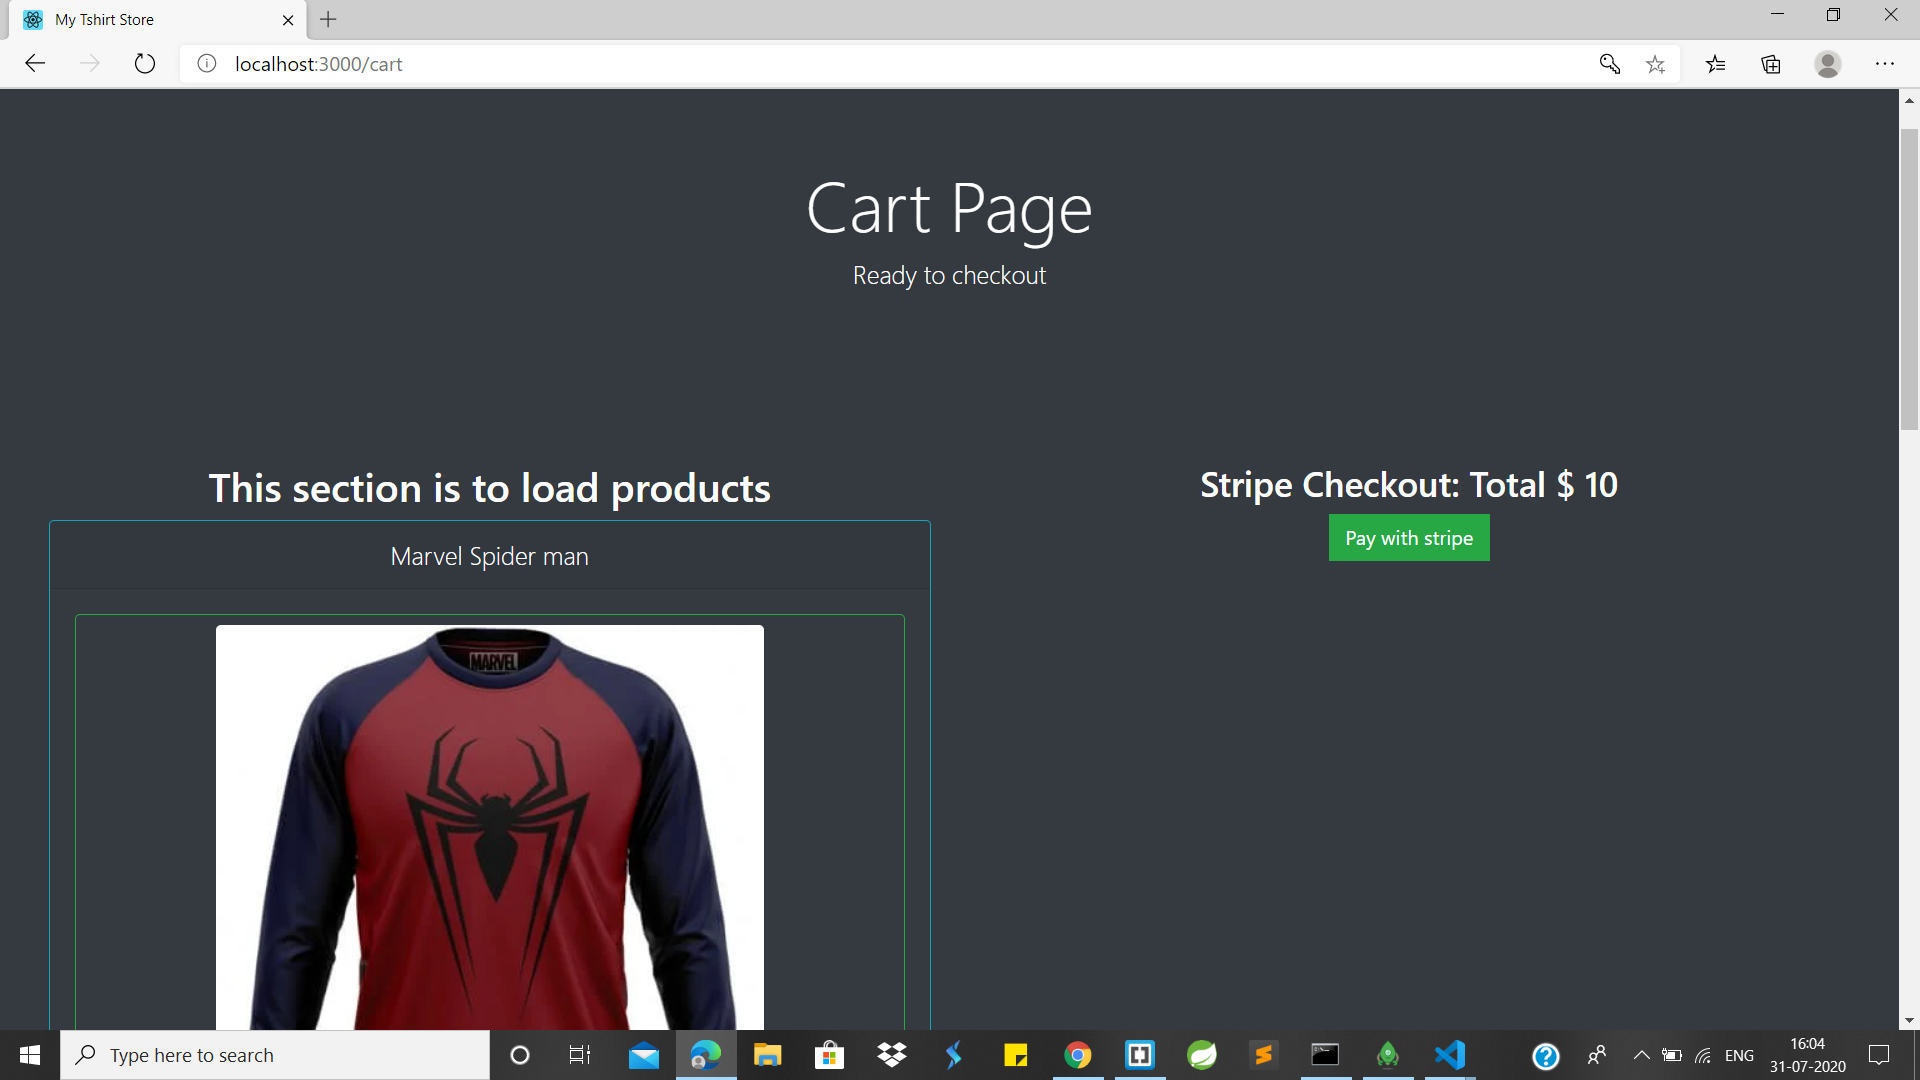 My Tshirt Store
localhost:3000/cart
Cart Page
Ready to checkout
This section is to load products
Stripe Checkout: Total $ 10
Pay with stripe
Marvel Spider man
MARVEL
Type here to search
ENG
16:04
31-07-2020